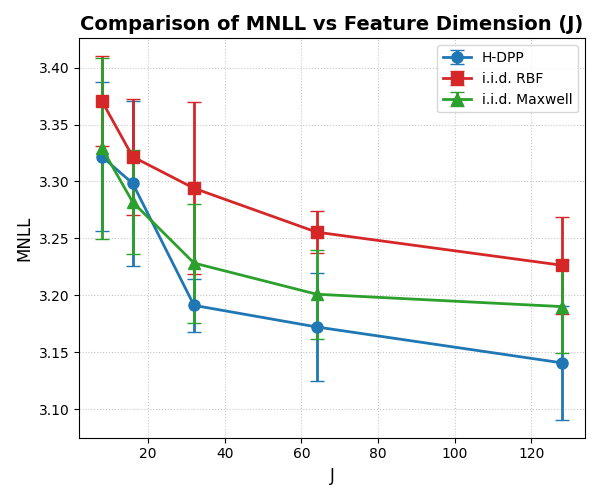 Comparison of MNLL vs Feature Dimension (J)
H-DPP
i.i.d. RBF
i.i.d. Maxwell
3.40
3.35
3.30
3.25
3.20
3.15
3.10
MNLL
20 40 60 80 100 120
J